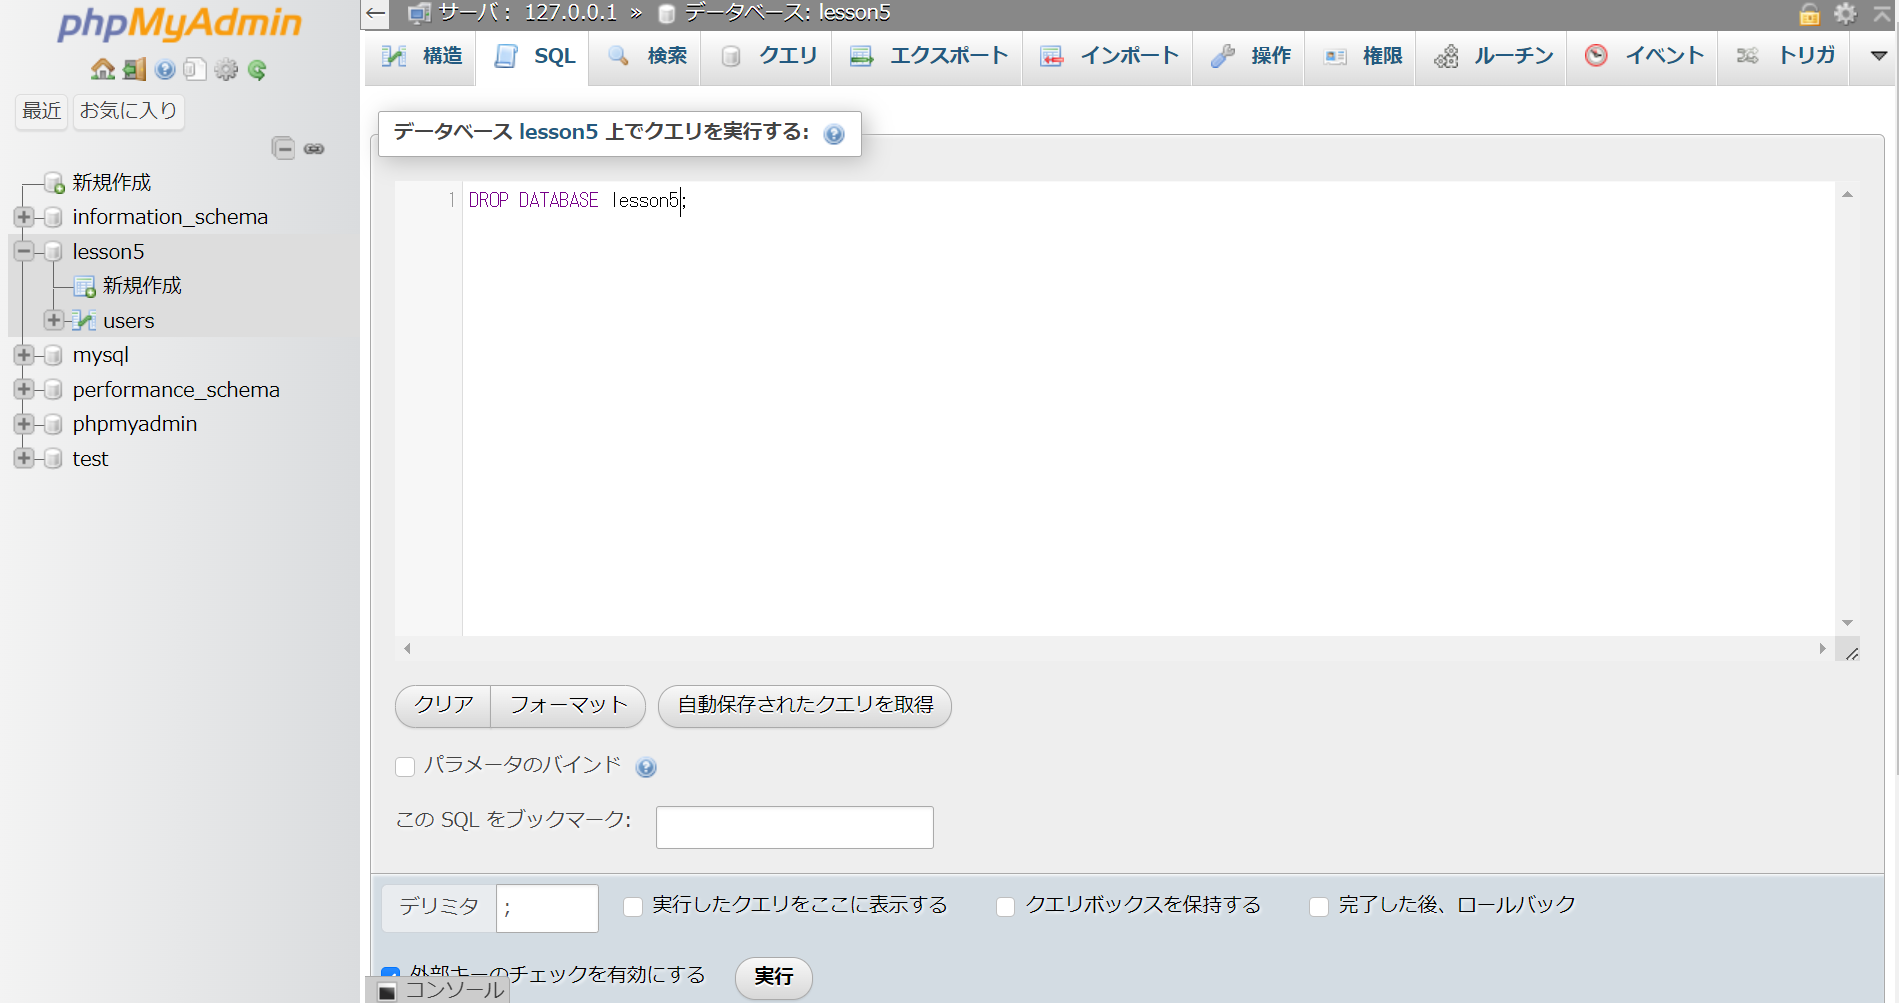 phpMyAdmin
最近 お気に入り
新規作成
information_schema
lesson5
新規作成
users
mysql
performance_schema
phpmyadmin
test
← サーバ： 127.0.0.1 » データベース: lesson5
構造 SQL 検索 クエリ エクスポート インポート 操作 権限 ルーチン イベント トリガ
データベース lesson5 上でクエリを実行する:
1 DROP DATABASE lesson5;
クリア フォーマット 自動保存されたクエリを取得
パラメータのバインド
この SQL をブックマーク:
デリミタ ; 実行したクエリをここに表示する クエリボックスを保持する 完了した後、ロールバック
外部キーのチェックを有効にする 実行
コンソール